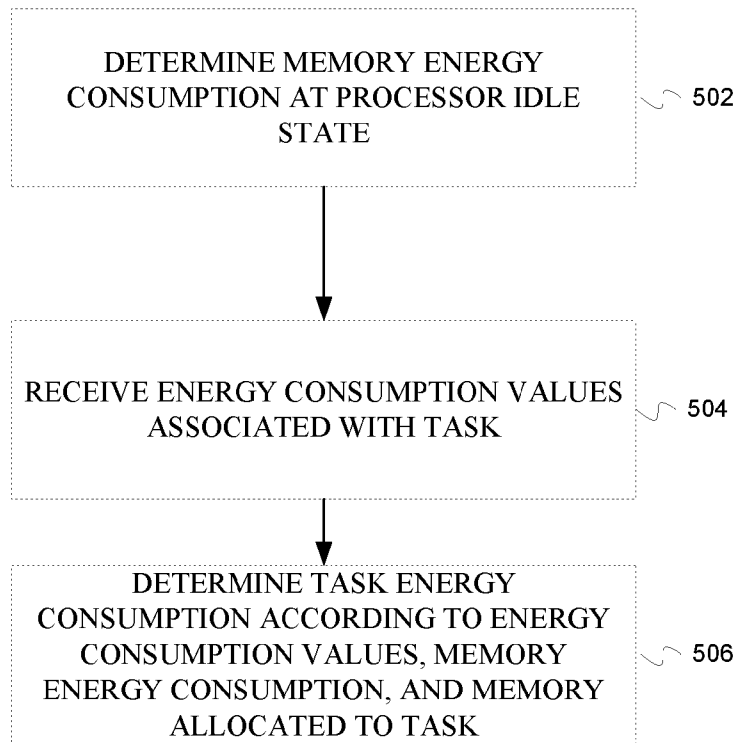 DETERMINE MEMORY ENERGY
CONSUMPTION AT PROCESSOR IDLE
STATE
502
RECEIVE ENERGY CONSUMPTION VALUES
ASSOCIATED WITH TASK
504
DETERMINE TASK ENERGY
CONSUMPTION ACCORDING TO ENERGY
CONSUMPTION VALUES, MEMORY
ENERGY CONSUMPTION, AND MEMORY
ALLOCATED TO TASK
506